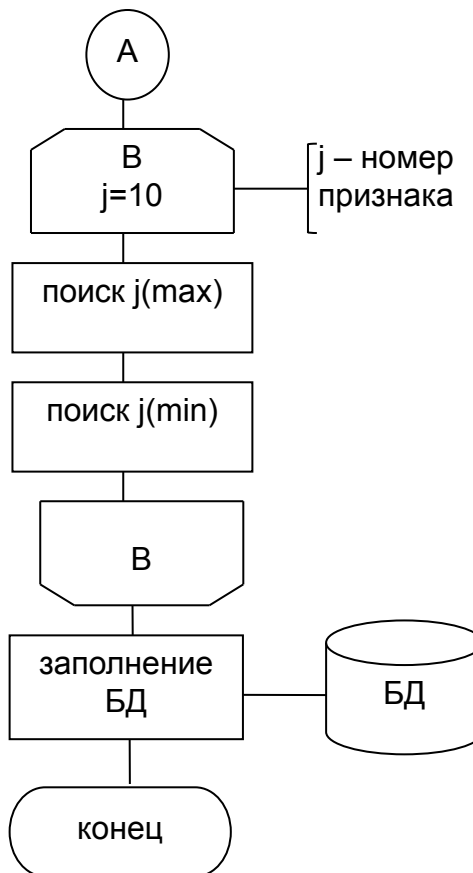 А
В
j=10
j – номер
признака
поиск j(max)
поиск j(min)
В
заполнение
БД
БД
конец